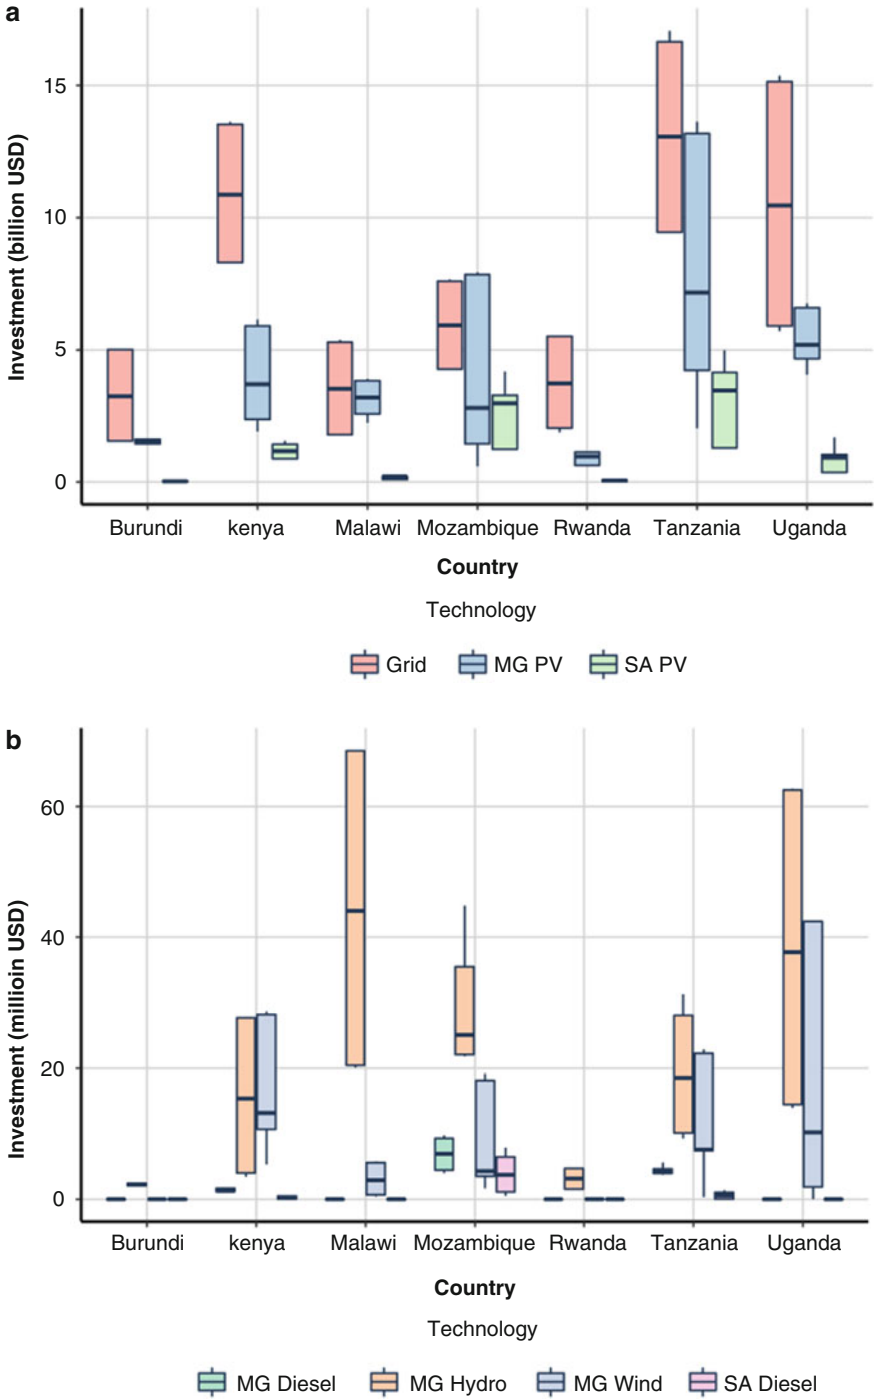 a
15
10
5
0
Investment (billion USD)
Burundi kenya Malawi Mozambique Rwanda Tanzania Uganda
Country
Technology
Grid MG PV SA PV
b
60
40
20
0
Investment (millioin USD)
Burundi kenya Malawi Mozambique Rwanda Tanzania Uganda
Country
Technology
MG Diesel MG Hydro MG Wind SA Diesel